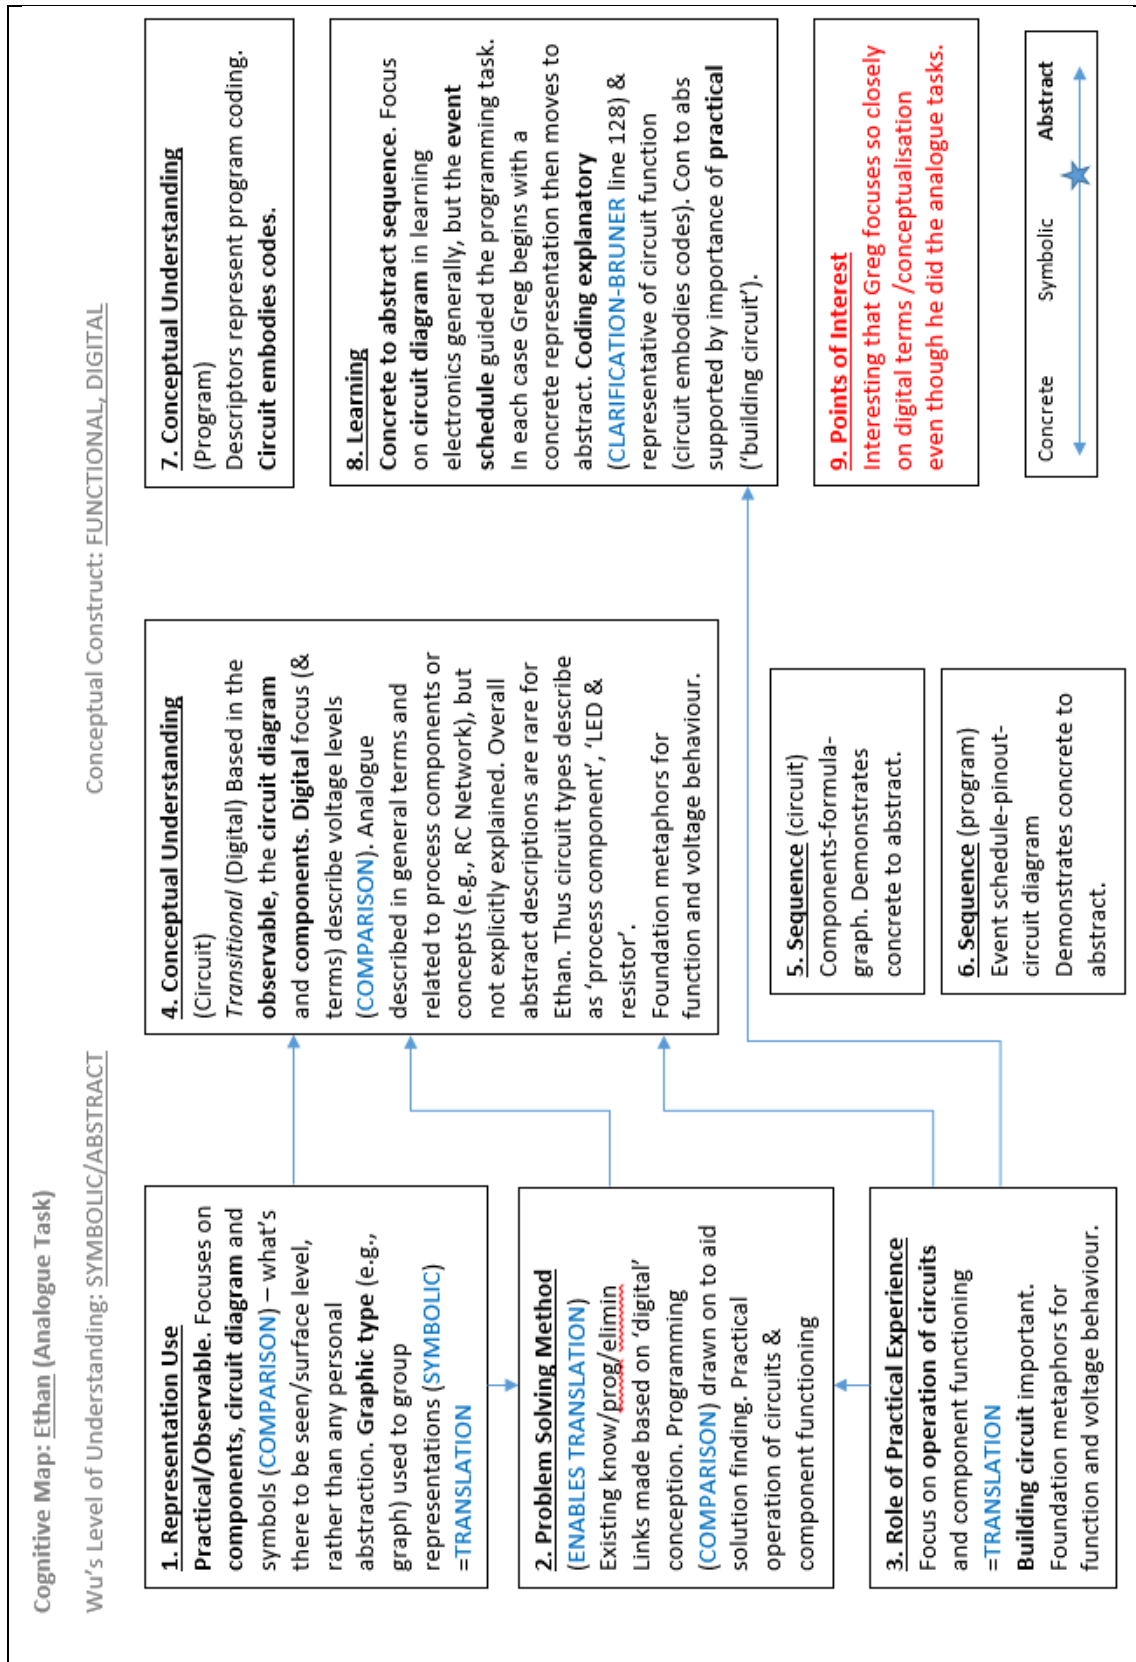 Cognitive Map: Ethan (Analogue Task)
Wu's Level of Understanding: SYMBOLIC/ABSTRACT
Conceptual Construct: FUNCTIONAL, DIGITAL
1. Representation Use
Practical/Observable. Focuses on
components, circuit diagram and
symbols (COMPARISON) – what's
there to be seen/surface level,
rather than any personal
abstraction. Graphic type (e.g.,
graph) used to group
representations (SYMBOLIC)
=TRANSLATION
2. Problem Solving Method
(ENABLES TRANSLATION)
Existing know/prog/elimin
Links made based on 'digital'
conception. Programming
(COMPARISON) drawn on to aid
solution finding. Practical
operation of circuits &
component functioning
3. Role of Practical Experience
Focus on operation of circuits
and component functioning
=TRANSLATION
Building circuit important.
Foundation metaphors for
function and voltage behaviour.
4. Conceptual Understanding
(Circuit)
Transitional (Digital) Based in the
observable, the circuit diagram
and components. Digital focus (&
terms) describe voltage levels
(COMPARISON). Analogue
described in general terms and
related to process components or
concepts (e.g., RC Network), but
not explicitly explained. Overall
abstract descriptions are rare for
Ethan. Thus circuit types describe
as 'process component', 'LED &
resistor'.
Foundation metaphors for
function and voltage behaviour.
5. Sequence (circuit)
Components-formula-
graph. Demonstrates
concrete to abstract.
6. Sequence (program)
Event schedule-pinout-
circuit diagram
Demonstrates concrete to
abstract.
7. Conceptual Understanding
(Program)
Descriptors represent program coding.
Circuit embodies codes.
8. Learning
Concrete to abstract sequence. Focus
on circuit diagram in learning
electronics generally, but the event
schedule guided the programming task.
In each case Greg begins with a
concrete representation then moves to
abstract. Coding explanatory
(CLARIFICATION-BRUNER line 128) &
representative of circuit function
(circuit embodies codes). Con to abs
supported by importance of practical
('building circuit').
9. Points of Interest
Interesting that Greg focuses so closely
on digital terms /conceptualisation
even though he did the analogue tasks.
Concrete Symbolic Abstract